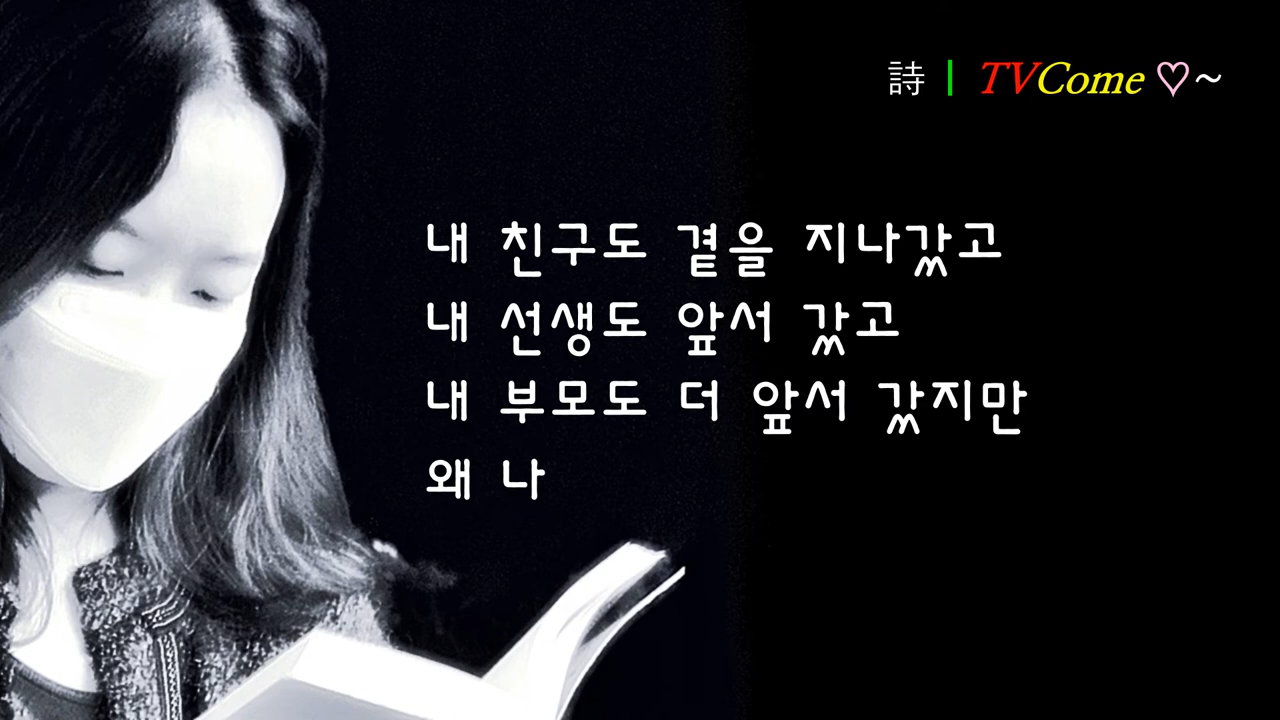 詩 | TVCome ♡~
내 친구도 곁을 지나갔고
내 선생도 앞서 갔고
내 부모도 더 앞서 갔지만
왜 나